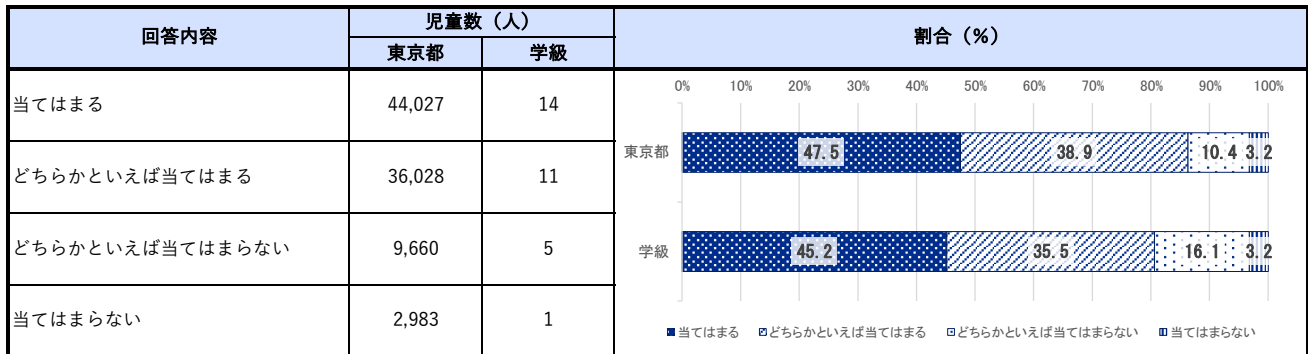 回答内容 児童数（人） 割合（％）
東京都 学級
当てはまる 44,027 14
どちらかといえば当てはまる 36,028 11
どちらかといえば当てはまらない 9,660 5
当てはまらない 2,983 1
0% 10% 20% 30% 40% 50% 60% 70% 80% 90% 100%
東京都 47.5 38.9 10.4 3.2
学級 45.2 35.5 16.1 3.2
当てはまる どちらかといえば当てはまる どちらかといえば当てはまらない 当てはまらない